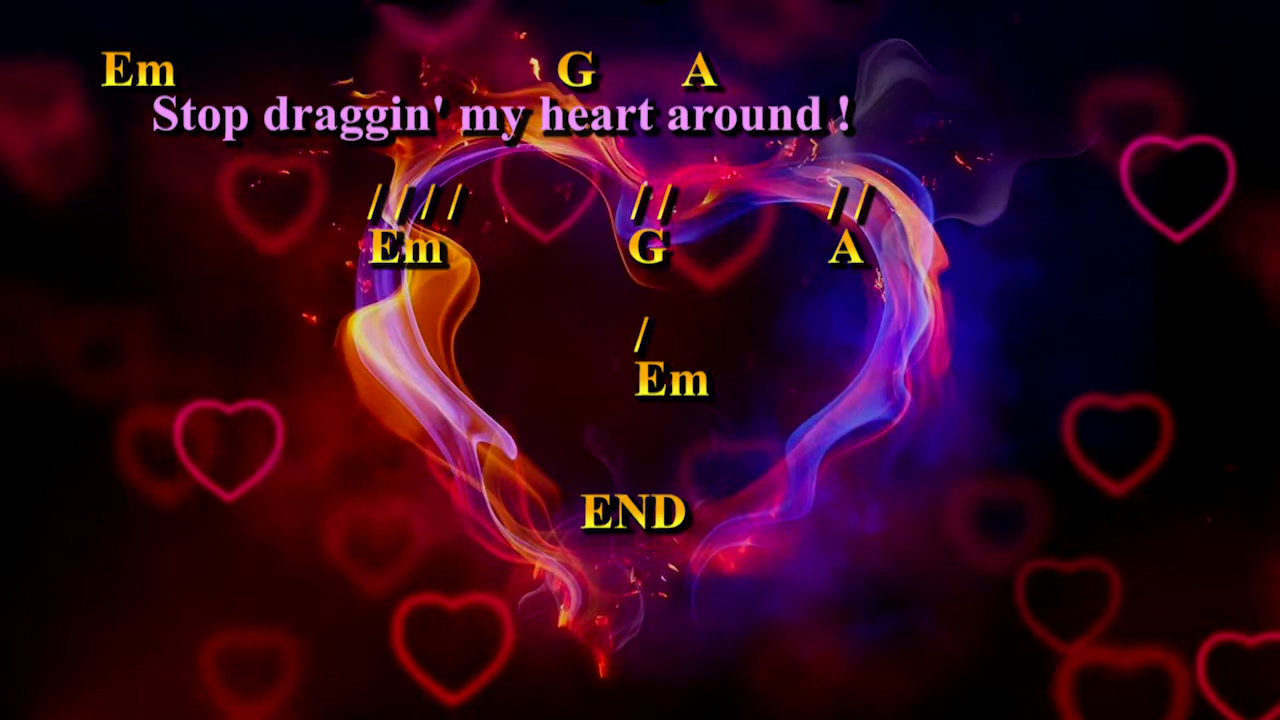 Em G A
Stop draggin' my heart around !
/ / / / / / / /
Em G A
/
Em
END